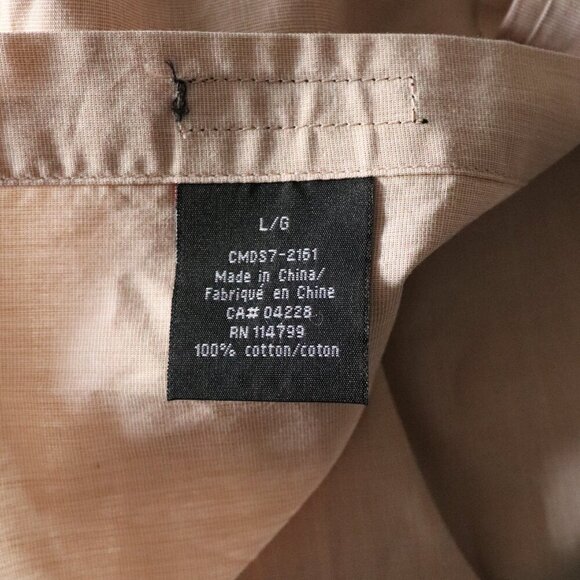 L/G
CMDS7-2161
Made in China/
Fabriqué en Chine
CA# 04228
RN 114799
100% cotton/coton